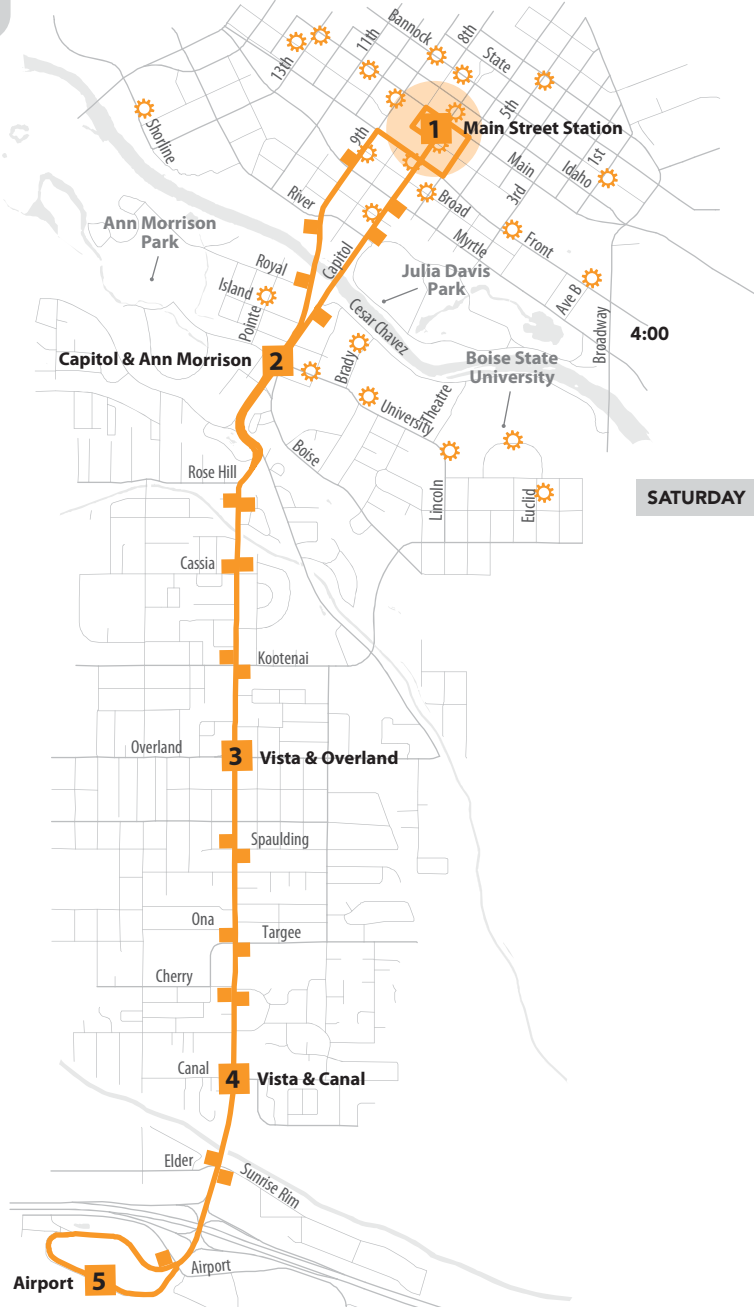 Bannock
8th
11th
State
13th
5th
Shorline
1
Main Street Station
9th
Main
Idaho
1st
3rd
River
Broad
Ann Morrison
Park
Myrtle
Front
Royal
Capitol
Julia Davis
Park
Island
Pointe
Ave B
Cesar Chavez
Broadway
4:00
Capitol & Ann Morrison
2
Brady
Boise State
University
Theatre
University
Boise
Rose Hill
Lincoln
Euclid
SATURDAY
Cassia
Kootenai
Overland
3
Vista & Overland
Spaulding
Ona
Targee
Cherry
Canal
4
Vista & Canal
Elder
Sunrise Rim
Airport
Airport
5